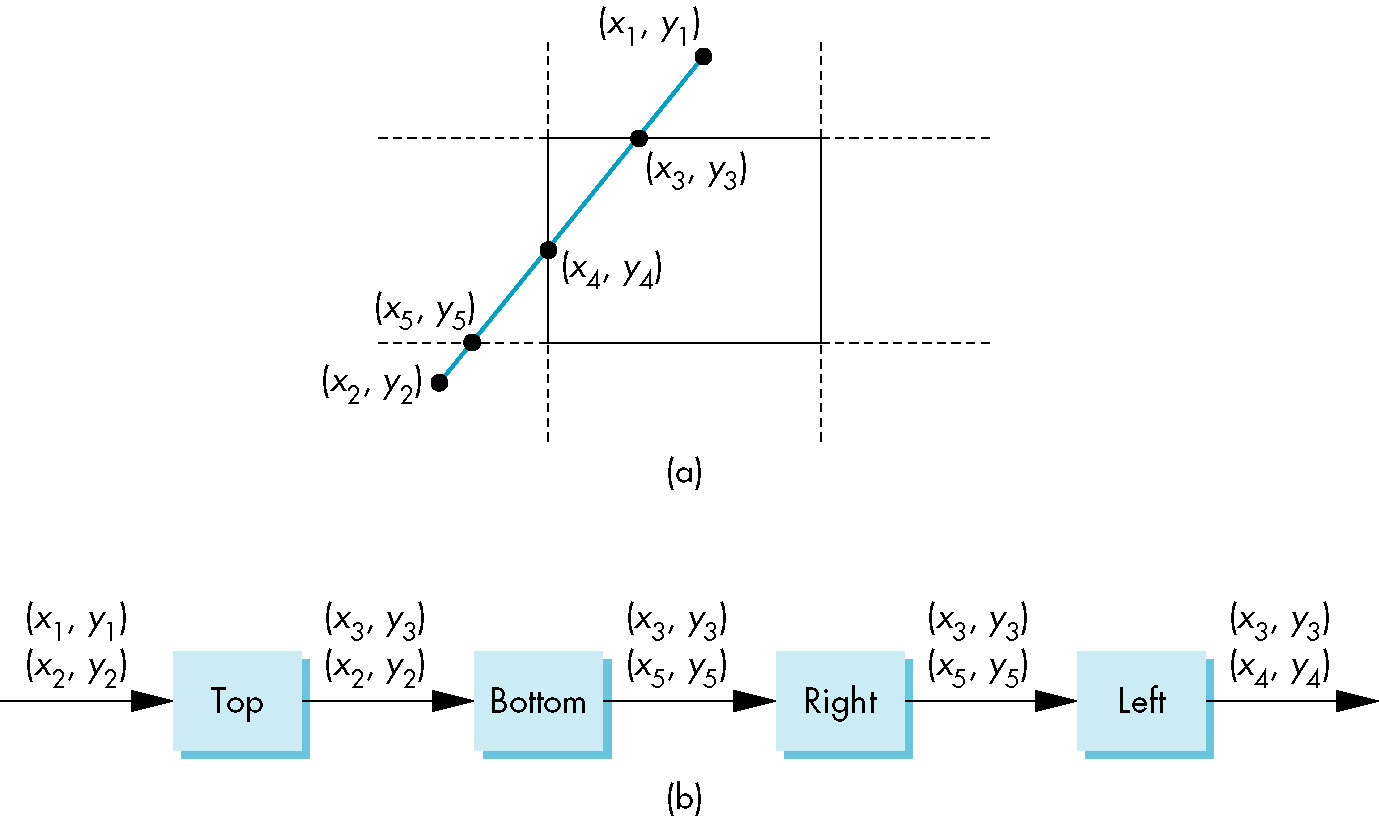 (x₁, y₁)
(x₃, y₃)
(x₄, y₄)
(x₅, y₅)
(x₂, y₂)
(a)
(x₁, y₁) (x₃, y₃) (x₃, y₃) (x₃, y₃) (x₃, y₃)
(x₂, y₂) (x₂, y₂) (x₅, y₅) (x₅, y₅) (x₄, y₄)
Top Bottom Right Left
(b)